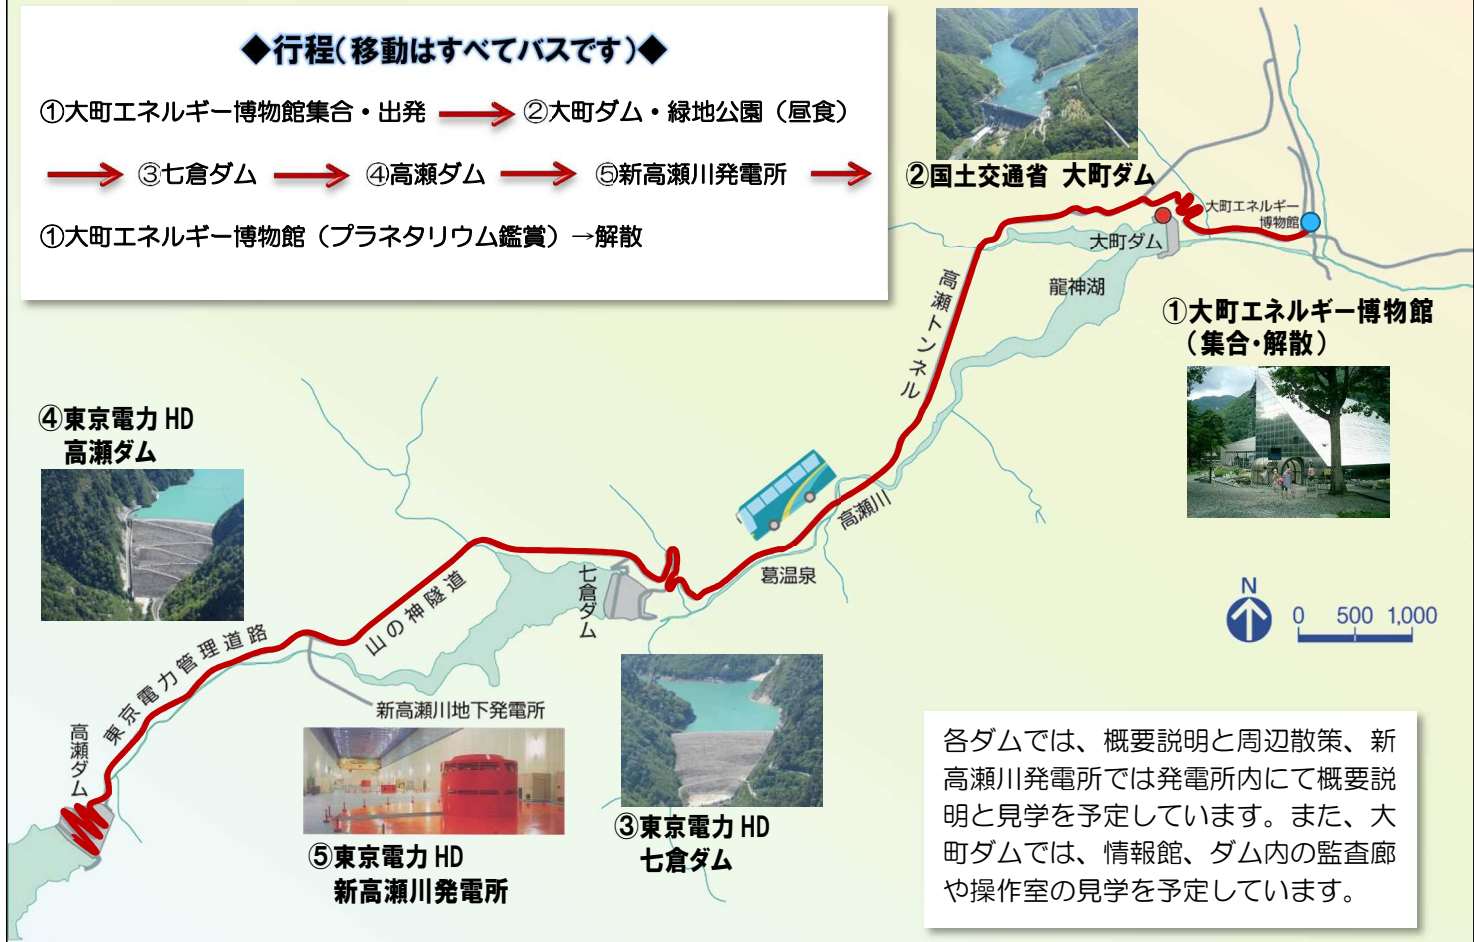 ◆行程(移動はすべてバスです)◆
①大町エネルギー博物館集合・出発
②大町ダム・緑地公園（昼食）
③七倉ダム
④高瀬ダム
⑤新高瀬川発電所
①大町エネルギー博物館（プラネタリウム鑑賞）→解散
②国土交通省 大町ダム
大町エネルギー
博物館
大町ダム
龍神湖
高瀬トンネル
①大町エネルギー博物館
（集合・解散）
④東京電力 HD
高瀬ダム
高瀬川
葛温泉
七倉ダム
山の神隧道
東京電力管理道路
新高瀬川地下発電所
高瀬ダム
N
0 500 1,000
③東京電力 HD
七倉ダム
⑤東京電力 HD
新高瀬川発電所
各ダムでは、概要説明と周辺散策、新
高瀬川発電所では発電所内にて概要説
明と見学を予定しています。また、大
町ダムでは、情報館、ダム内の監査廊
や操作室の見学を予定しています。